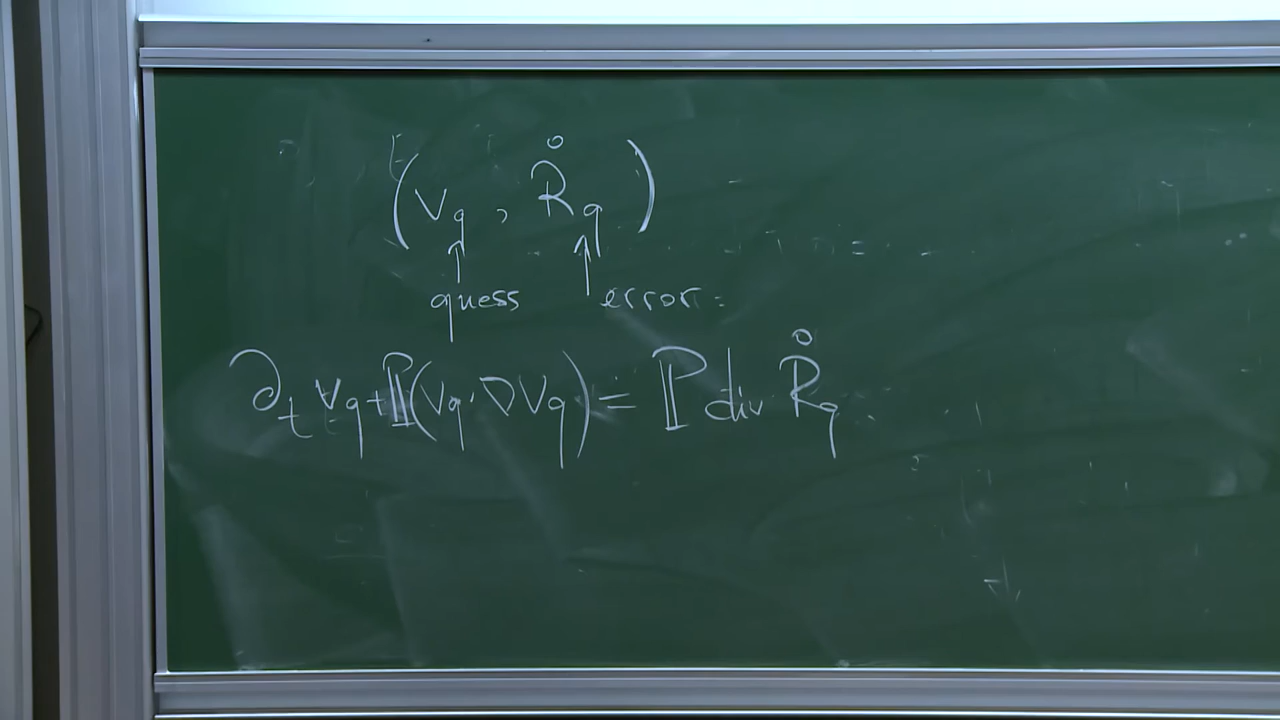 (v_q , R̊_q)
↑ ↑
guess error:
∂_t v_q + ℙ(v_q · ∇v_q) = ℙ div R̊_q